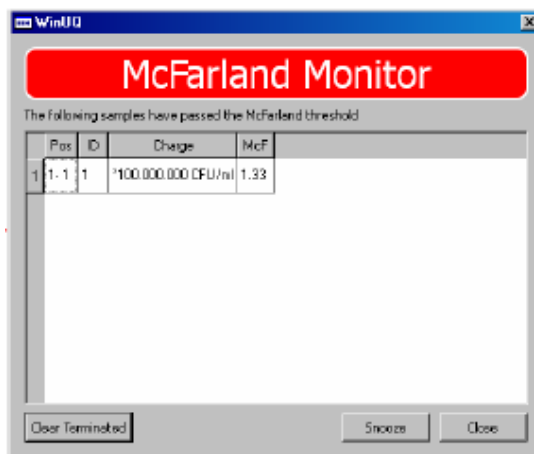 WinUQ
McFarland Monitor
The following samples have passed the McFarland threshold
Pos ID Charge McF
1 1- 1 1 *100.000.000 CFU/ml 1.33
Clear Terminated Snooze Close